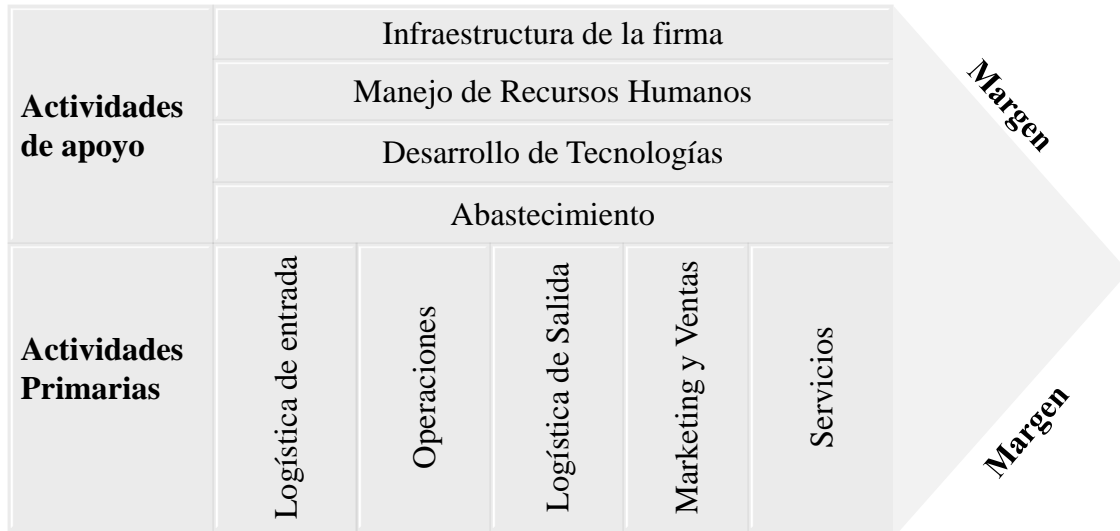 Infraestructura de la firma
Manejo de Recursos Humanos
Actividades
de apoyo
Desarrollo de Tecnologías
Abastecimiento
Margen
Actividades
Primarias
Logística de entrada
Operaciones
Logística de Salida
Marketing y Ventas
Servicios
Margen